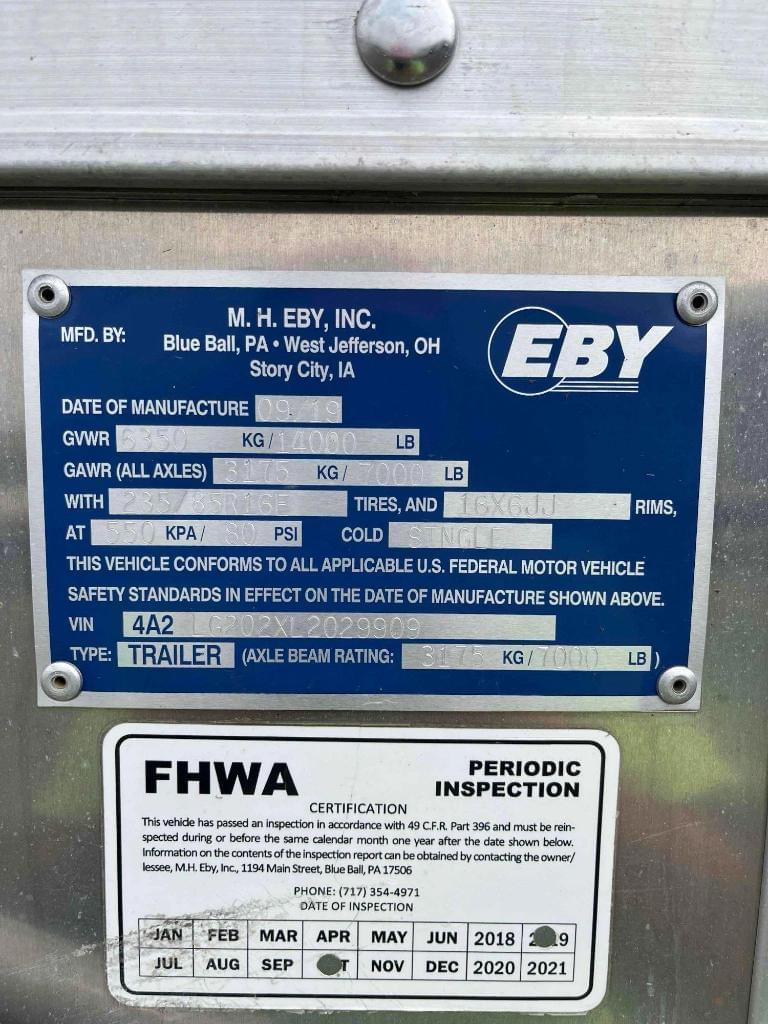 M. H. EBY, INC.
MFD. BY: Blue Ball, PA • West Jefferson, OH
Story City, IA
EBY
DATE OF MANUFACTURE 09/19
GVWR 6350 KG/ 14000 LB
GAWR (ALL AXLES) 3175 KG/ 7000 LB
WITH 235/85R16E TIRES, AND 16X6JJ RIMS,
AT 550 KPA/ 80 PSI COLD SINGLE
THIS VEHICLE CONFORMS TO ALL APPLICABLE U.S. FEDERAL MOTOR VEHICLE
SAFETY STANDARDS IN EFFECT ON THE DATE OF MANUFACTURE SHOWN ABOVE.
VIN 4A2 LG202XL2029909
TYPE: TRAILER (AXLE BEAM RATING: 3175 KG/ 7000 LB )
FHWA
PERIODIC
INSPECTION
CERTIFICATION
This vehicle has passed an inspection in accordance with 49 C.F.R. Part 396 and must be rein-
spected during or before the same calendar month one year after the date shown below.
Information on the contents of the inspection report can be obtained by contacting the owner/
lessee, M.H. Eby, Inc., 1194 Main Street, Blue Ball, PA 17506
PHONE: (717) 354-4971
DATE OF INSPECTION
JAN FEB MAR APR MAY JUN 2018
JUL AUG SEP NOV DEC 2020 2021